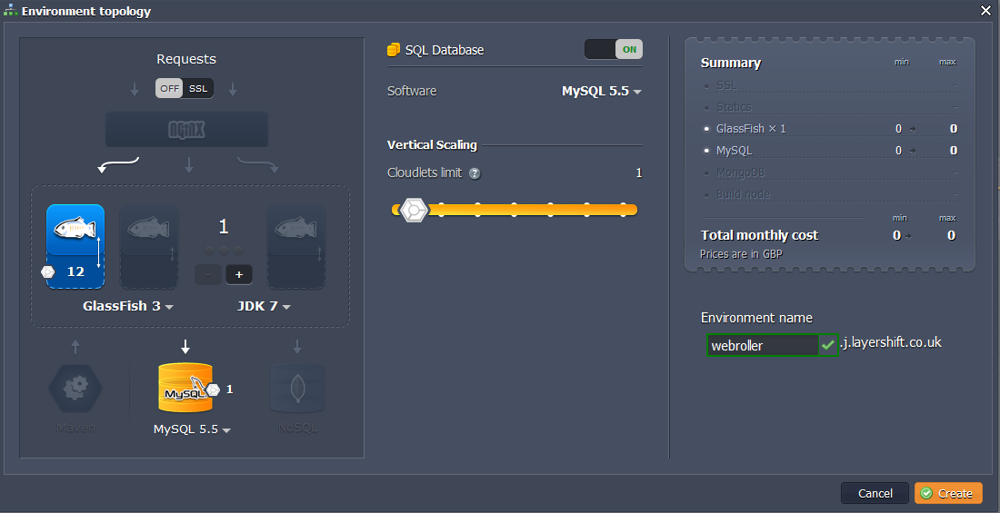 Environment topology
Requests
OFF SSL
NGINX
12
1
- +
GlassFish 3
JDK 7
MySQL 1
Maven
MySQL 5.5
NoSQL
SQL Database
ON
Software
MySQL 5.5
Vertical Scaling
Cloudlets limit ? 1
Summary min max
SSL -
Statics -
GlassFish × 1 0 0
MySQL 0 0
MongoDB -
Build node -
min max
Total monthly cost 0 0
Prices are in GBP
Environment name
webroller .j.layershift.co.uk
Cancel
Create